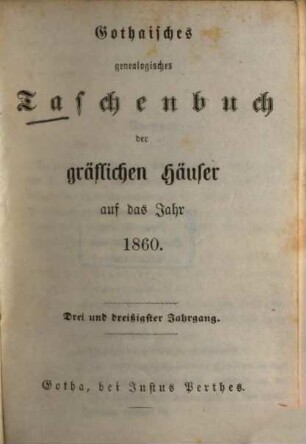 Gothaisches
genealogisches
Taschenbuch
der
gräflichen Häuser
auf das Jahr
1860.
Drei und dreißigster Jahrgang.
Gotha, bei Justus Perthes.